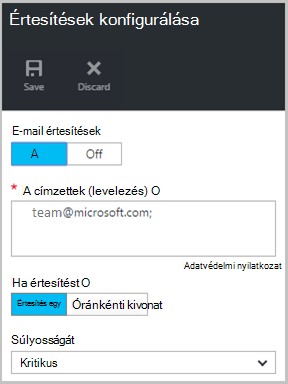 Értesítések konfigurálása
Save Discard
E-mail értesítések
A Off
* A címzettek (levelezés) O
team@microsoft.com;
Adatvédelmi nyilatkozat
Ha értesítést O
Értesítés egy Óránkénti kivonat
Súlyosságát
Kritikus